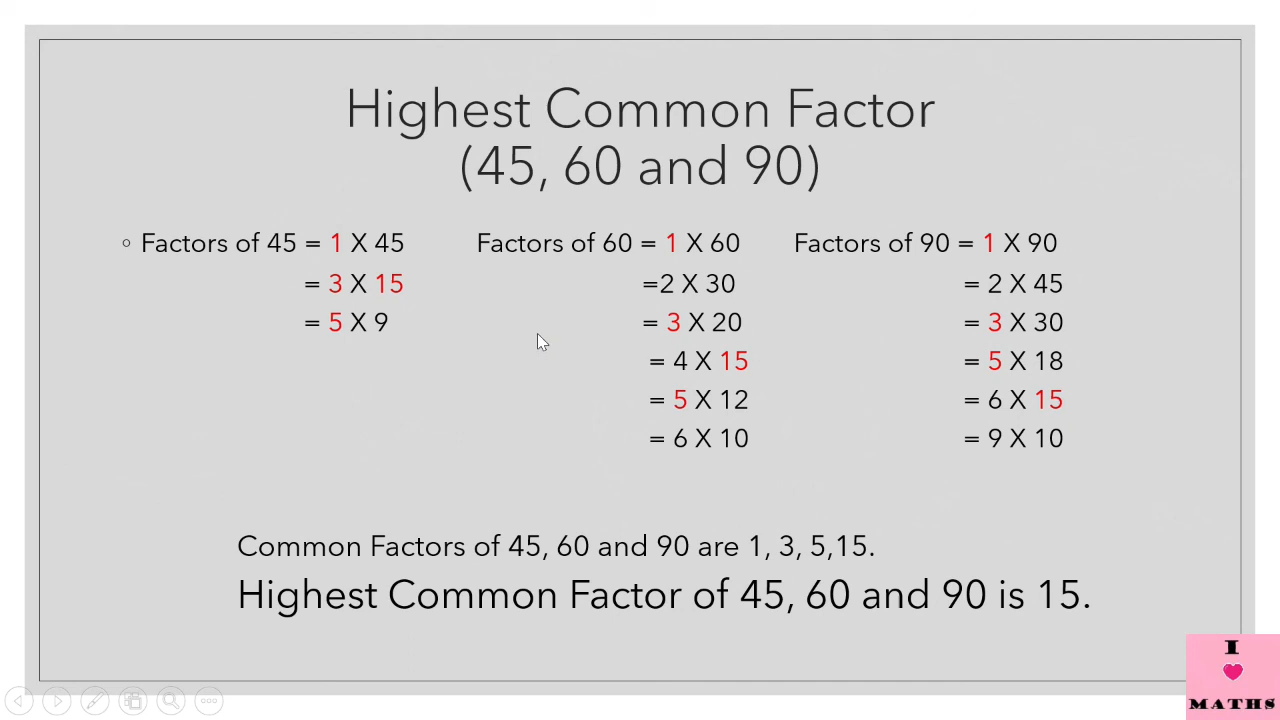 Highest Common Factor
(45, 60 and 90)
Factors of 45 = 1 X 45
= 3 X 15
= 5 X 9
Factors of 60 = 1 X 60
=2 X 30
= 3 X 20
= 4 X 15
= 5 X 12
= 6 X 10
Factors of 90 = 1 X 90
= 2 X 45
= 3 X 30
= 5 X 18
= 6 X 15
= 9 X 10
Common Factors of 45, 60 and 90 are 1, 3, 5,15.
Highest Common Factor of 45, 60 and 90 is 15.
I
MATHS